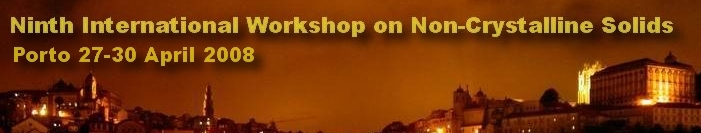 Ninth International Workshop on Non-Crystalline Solids
Porto 27-30 April 2008